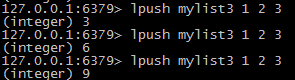 127.0.0.1:6379> lpush mylist3 1 2 3
(integer) 3
127.0.0.1:6379> lpush mylist3 1 2 3
(integer) 6
127.0.0.1:6379> lpush mylist3 1 2 3
(integer) 9